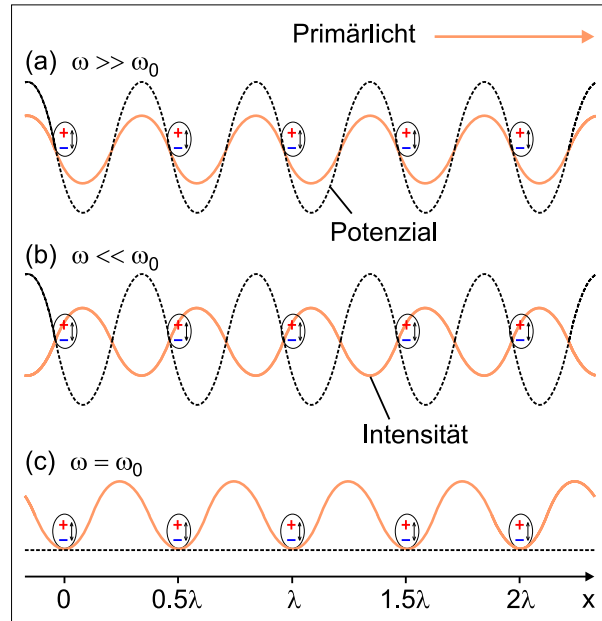 Primärlicht
(a) ω >> ω₀
+ + + + +
– – – – –
Potenzial
(b) ω << ω₀
+ + + + +
– – – – –
Intensität
(c) ω = ω₀
+ + + + +
– – – – –
0 0.5λ λ 1.5λ 2λ x